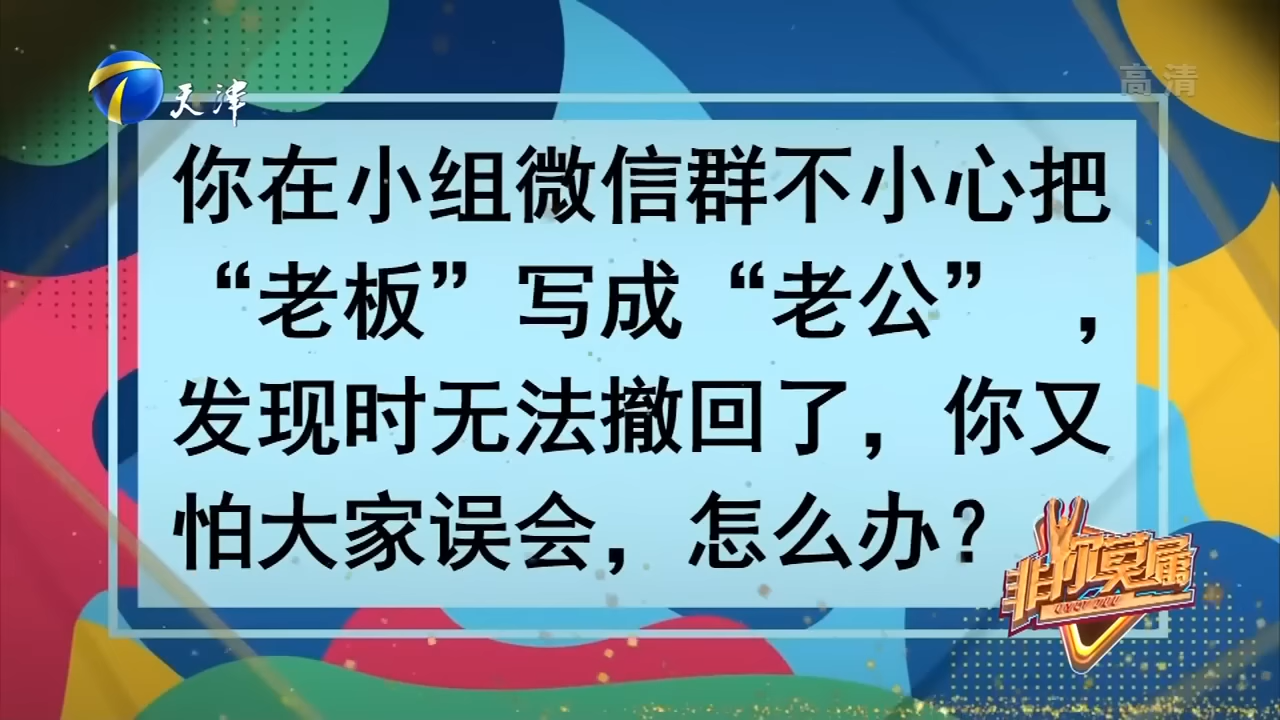 天津
高清
你在小组微信群不小心把
“老板”写成“老公”，
发现时无法撤回了，你又
怕大家误会，怎么办？
非你莫属